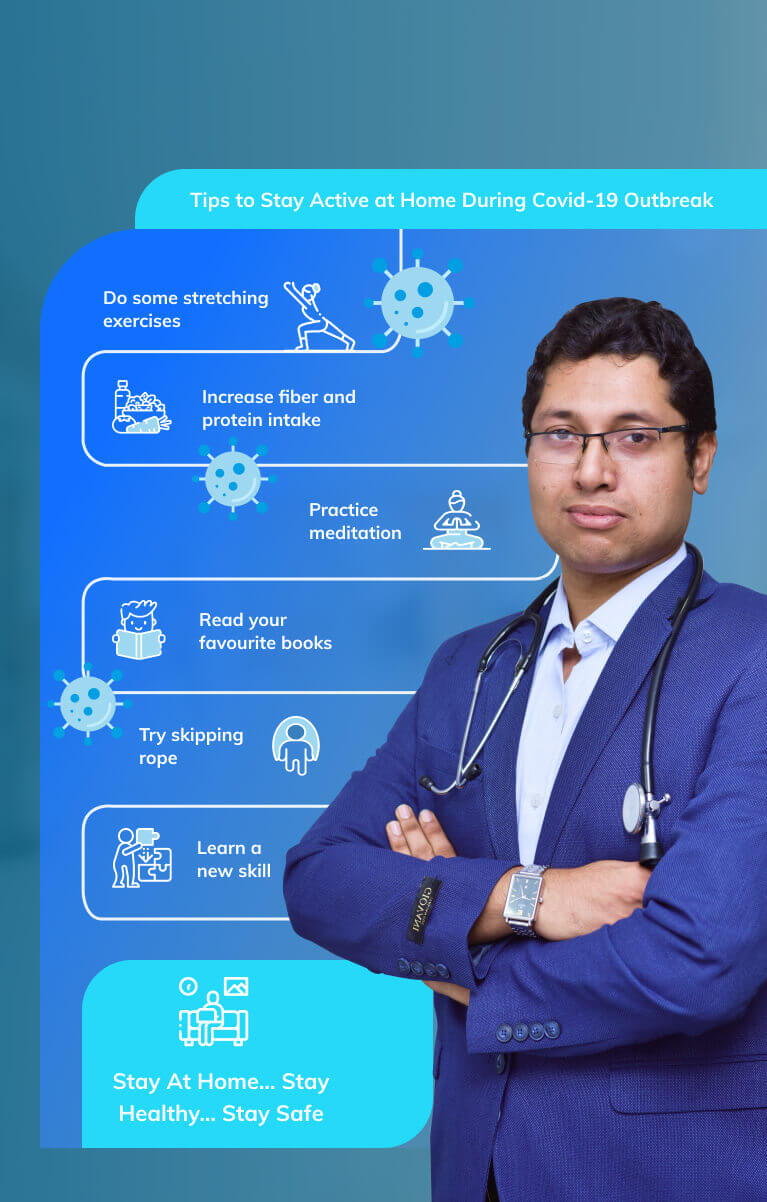 Tips to Stay Active at Home During Covid-19 Outbreak
Do some stretching
exercises
Increase fiber and
protein intake
Practice
meditation
Read your
favourite books
Try skipping
rope
Learn a
new skill
GIOVANI
Stay At Home... Stay
Healthy... Stay Safe